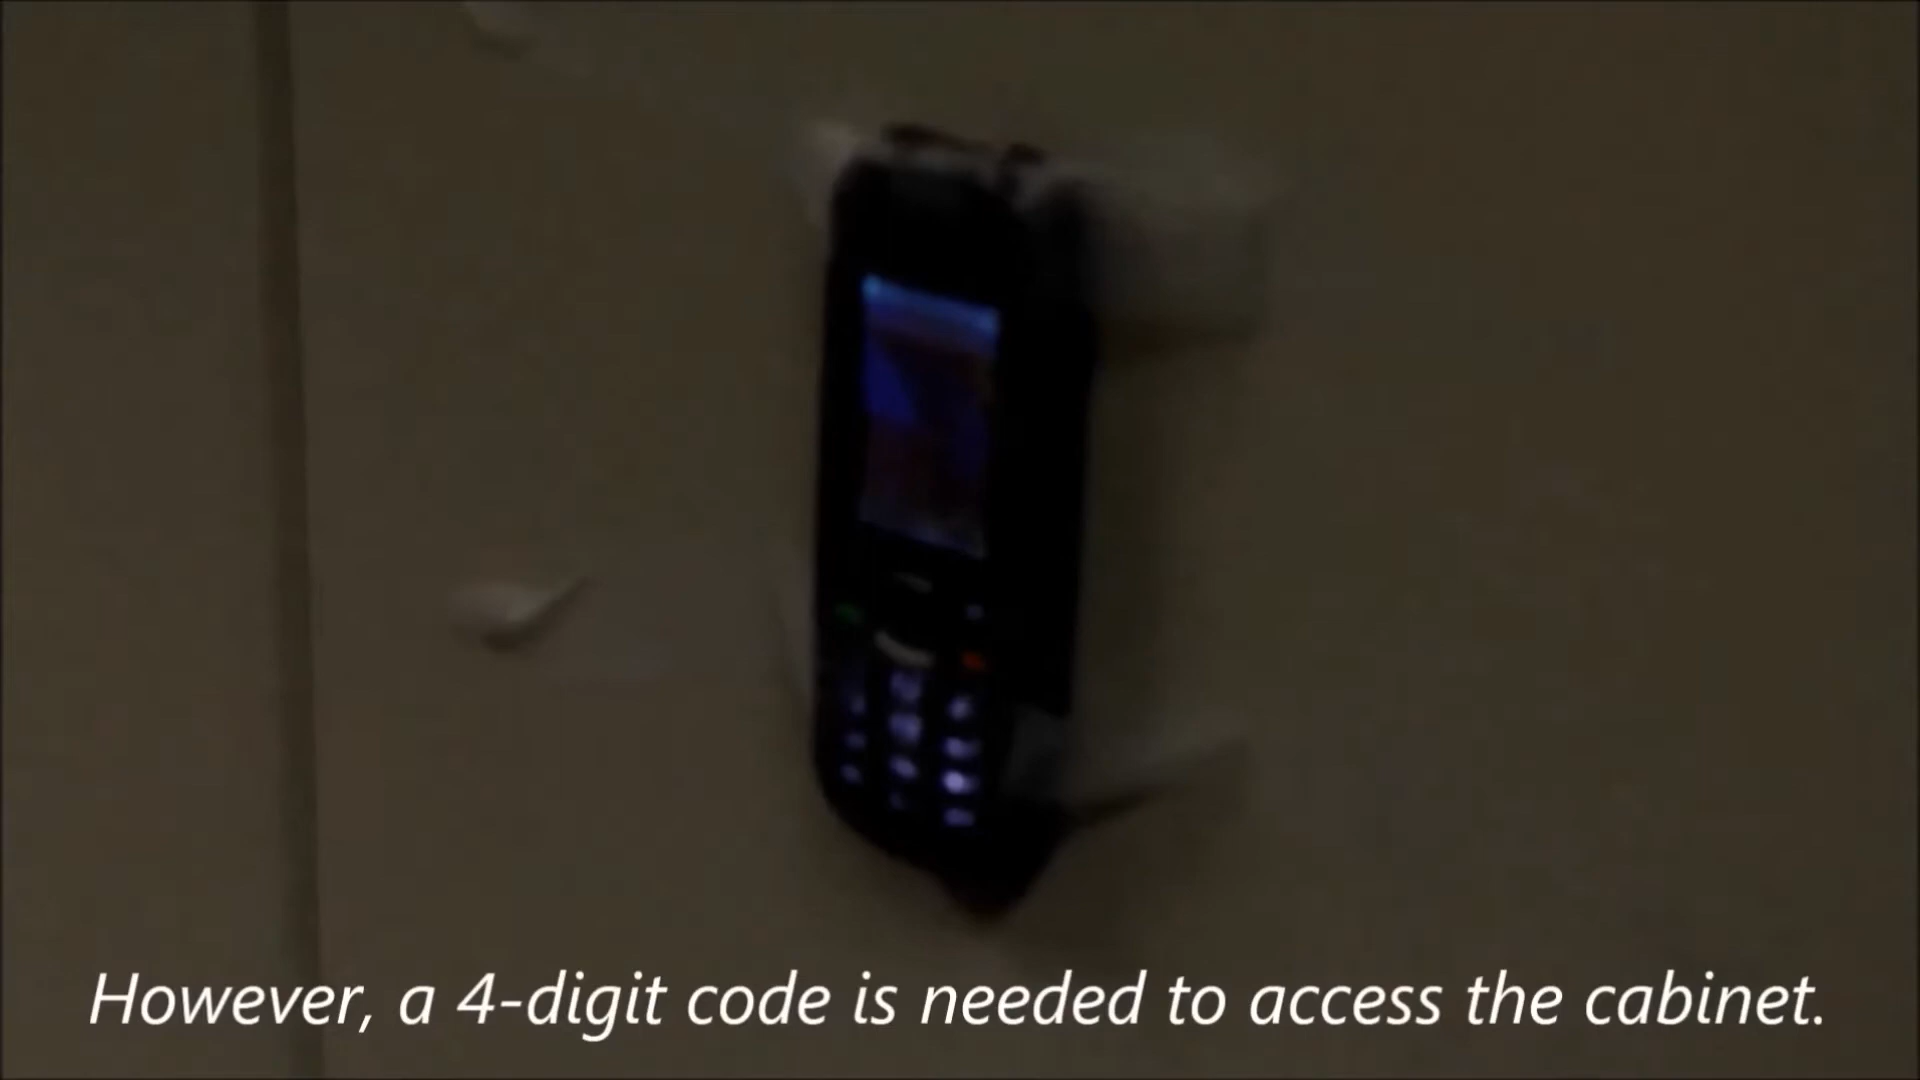 However, a 4-digit code is needed to access the cabinet.